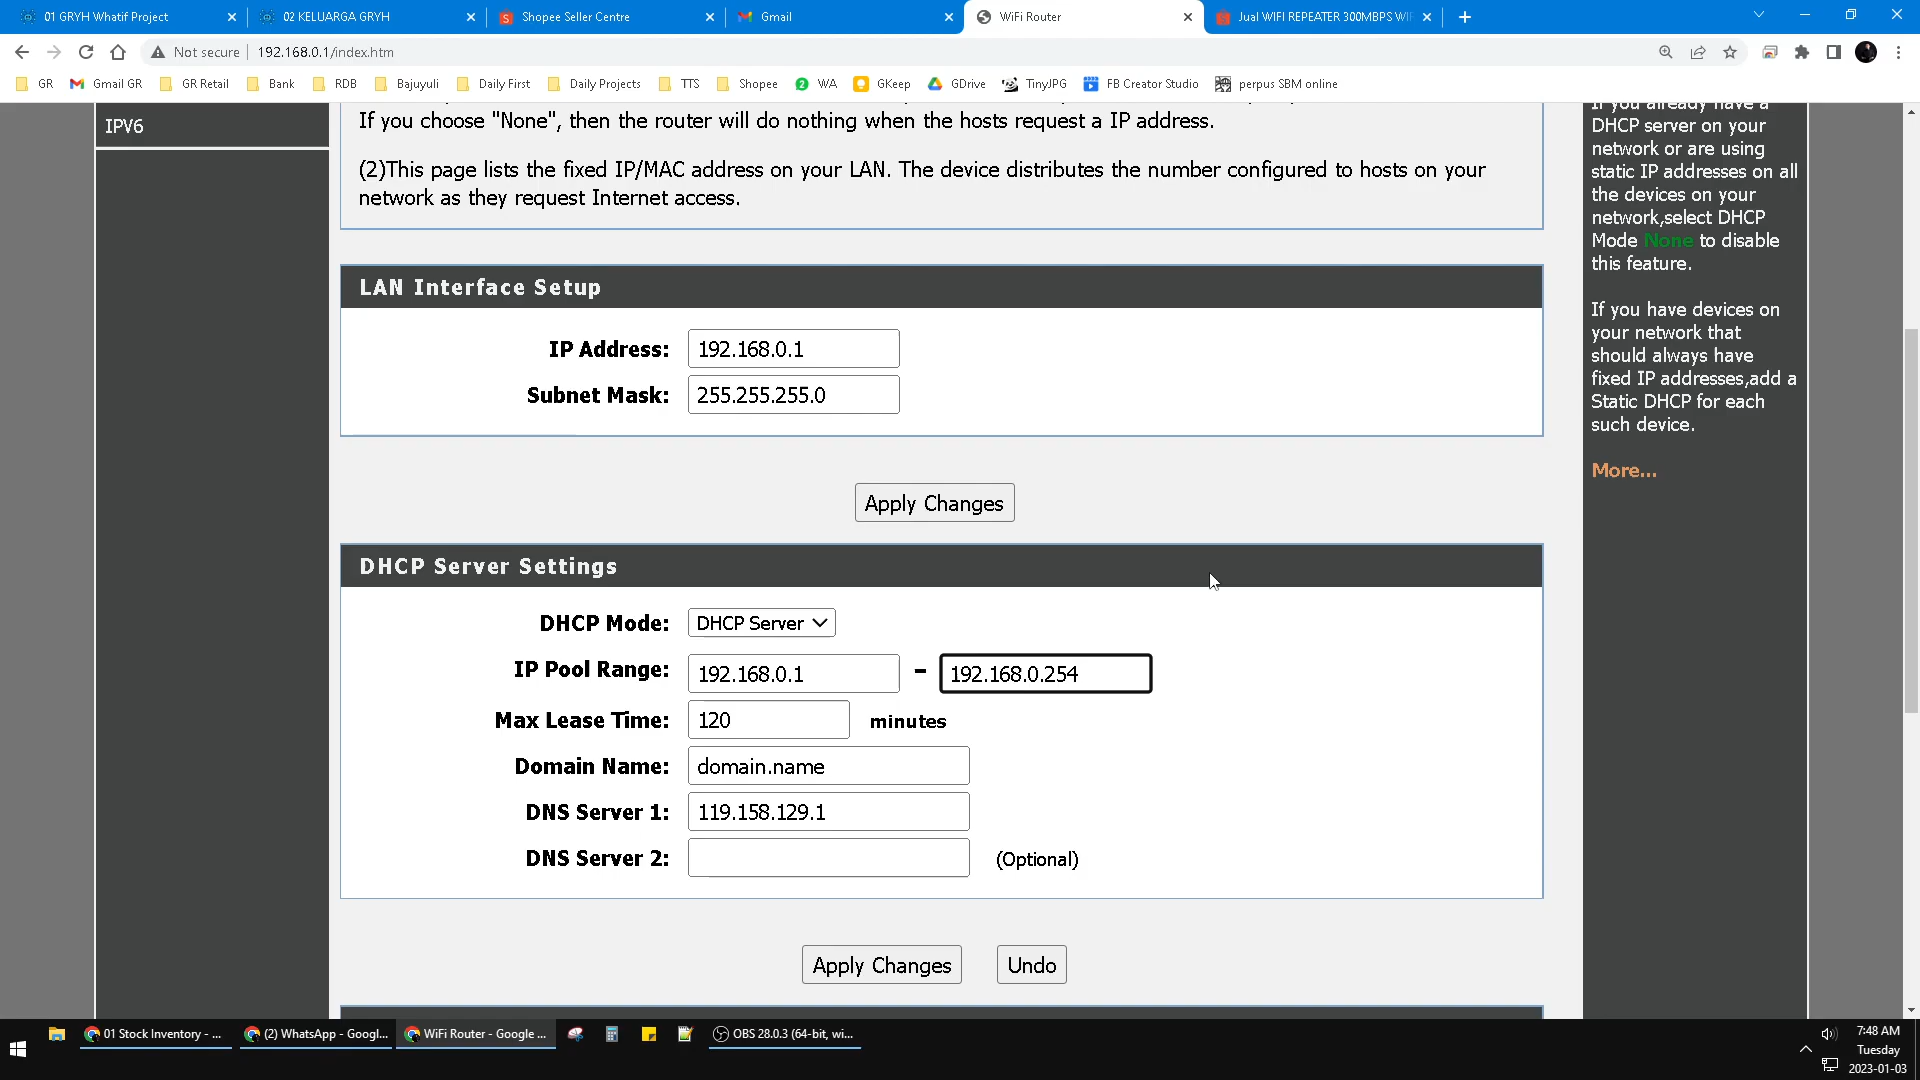 01 GRYH Whatif Project
02 KELUARGA GRYH
Shopee Seller Centre
Gmail
WiFi Router
Jual WIFI REPEATER 300MBPS WI
Not secure
192.168.0.1/index.htm
GR
Gmail GR
GR Retail
Bank
RDB
Bajuyuli
Daily First
Daily Projects
TTS
Shopee
2
WA
GKeep
GDrive
TinyJPG
FB Creator Studio
perpus SBM online
IPV6
If you choose "None", then the router will do nothing when the hosts request a IP address.
(2)This page lists the fixed IP/MAC address on your LAN. The device distributes the number configured to hosts on your
network as they request Internet access.
LAN Interface Setup
IP Address: 192.168.0.1
Subnet Mask: 255.255.255.0
Apply Changes
DHCP Server Settings
DHCP Mode: DHCP Server
IP Pool Range: 192.168.0.1 - 192.168.0.254
Max Lease Time: 120 minutes
Domain Name: domain.name
DNS Server 1: 119.158.129.1
DNS Server 2: (Optional)
Apply Changes
Undo
If you already have a
DHCP server on your
network or are using
static IP addresses on all
the devices on your
network,select DHCP
Mode None to disable
this feature.
If you have devices on
your network that
should always have
fixed IP addresses,add a
Static DHCP for each
such device.
More...
01 Stock Inventory - ...
(2) WhatsApp - Googl...
WiFi Router - Google ...
OBS 28.0.3 (64-bit, wi...
7:48 AM
Tuesday
2023-01-03